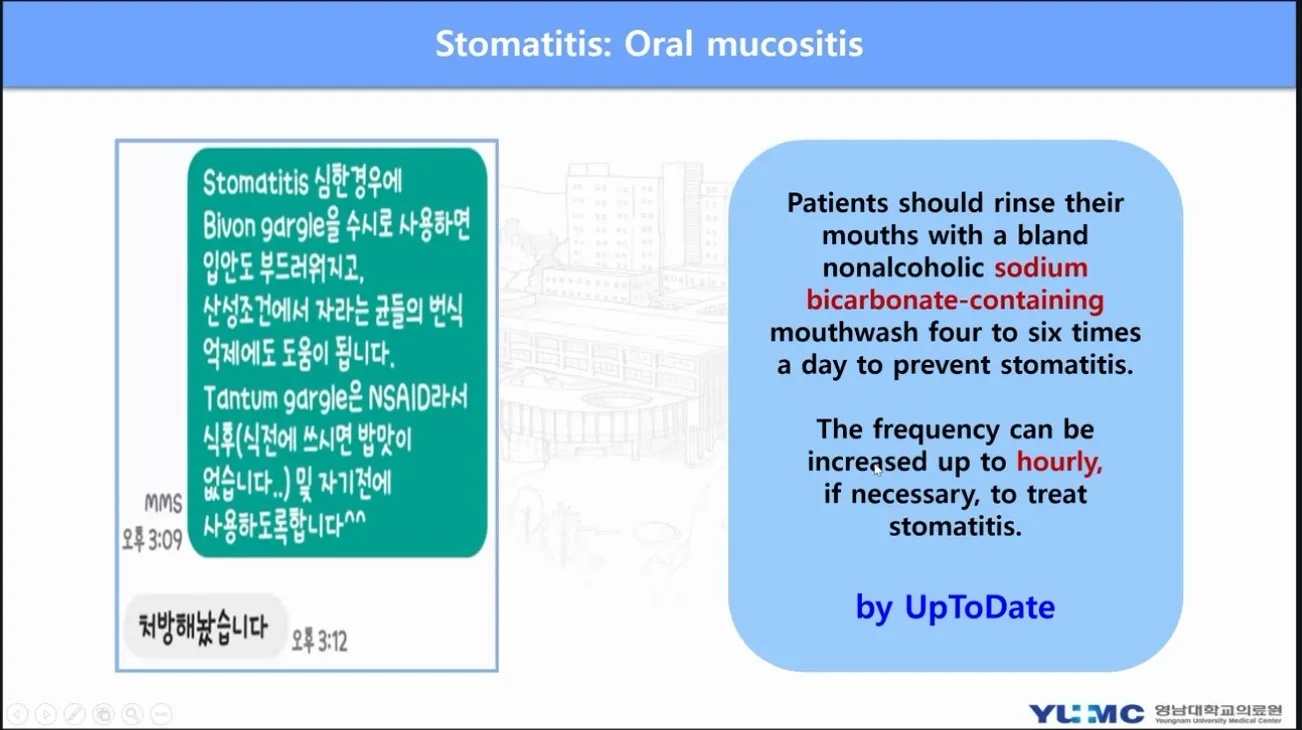 Stomatitis: Oral mucositis
Stomatitis 심한경우에
Bivon gargle을 수시로 사용하면
입안도 부드러워지고,
산성조건에서 자라는 균들의 번식
억제에도 도움이 됩니다.
Tantum gargle은 NSAID라서
식후(식전에 쓰시면 밥맛이
없습니다..) 및 자기전에
사용하도록합니다^^
MMS
오후 3:09
처방해놨습니다
오후 3:12
Patients should rinse their
mouths with a bland
nonalcoholic sodium
bicarbonate-containing
mouthwash four to six times
a day to prevent stomatitis.
The frequency can be
increased up to hourly,
if necessary, to treat
stomatitis.
by UpToDate
YUMC 영남대학교의료원
Yeungnam University Medical Center